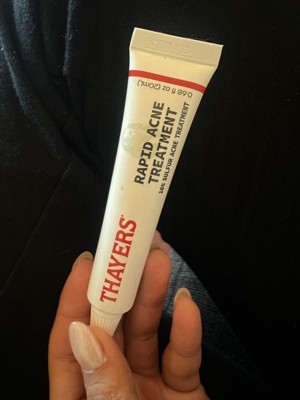 0.68 fl oz (20mL)
RAPID ACNE
TREATMENT
10% SULFUR ACNE TREATMENT
THAYERS®